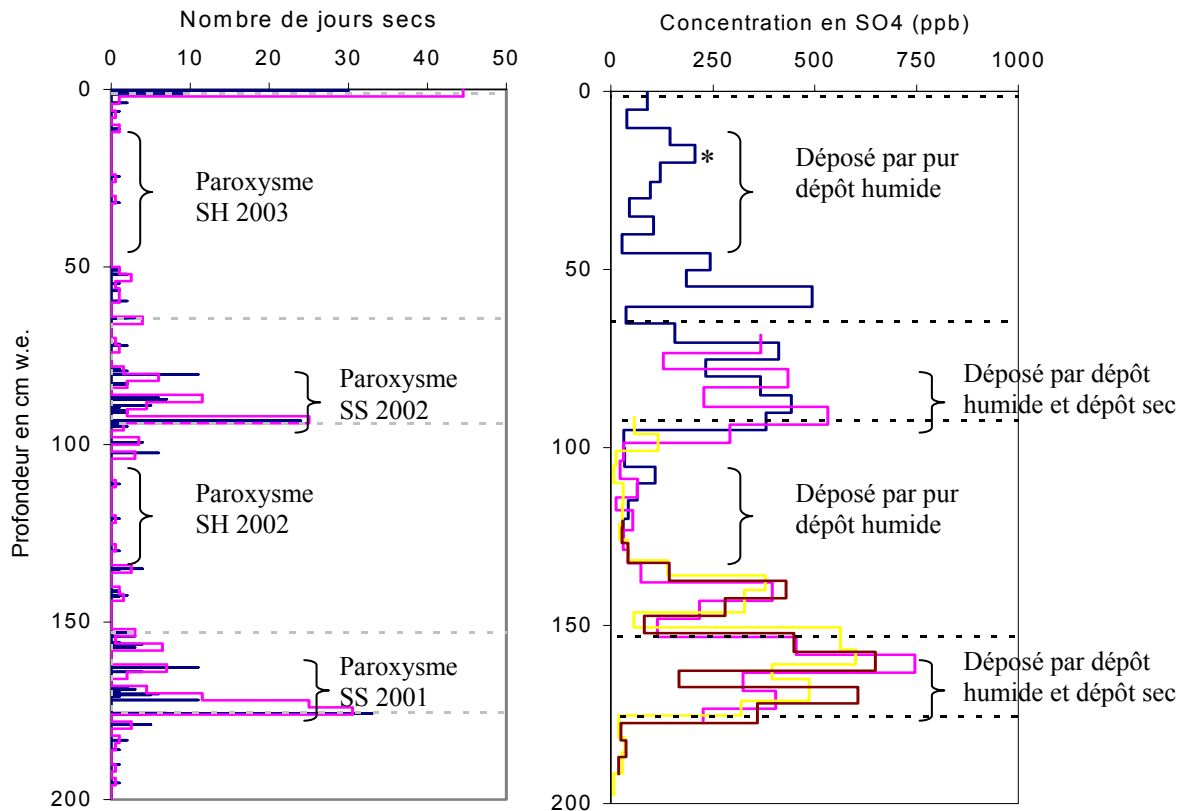 Nombre de jours secs
0 10 20 30 40 50
Profondeur en cm w.e.
0
50
100
150
200
Paroxysme
SH 2003
Paroxysme
SS 2002
Paroxysme
SH 2002
Paroxysme
SS 2001
Concentration en SO4 (ppb)
0 250 500 750 1000
0
50
100
150
200
*
Déposé par pur
dépôt humide
Déposé par dépôt
humide et dépôt sec
Déposé par pur
dépôt humide
Déposé par dépôt
humide et dépôt sec